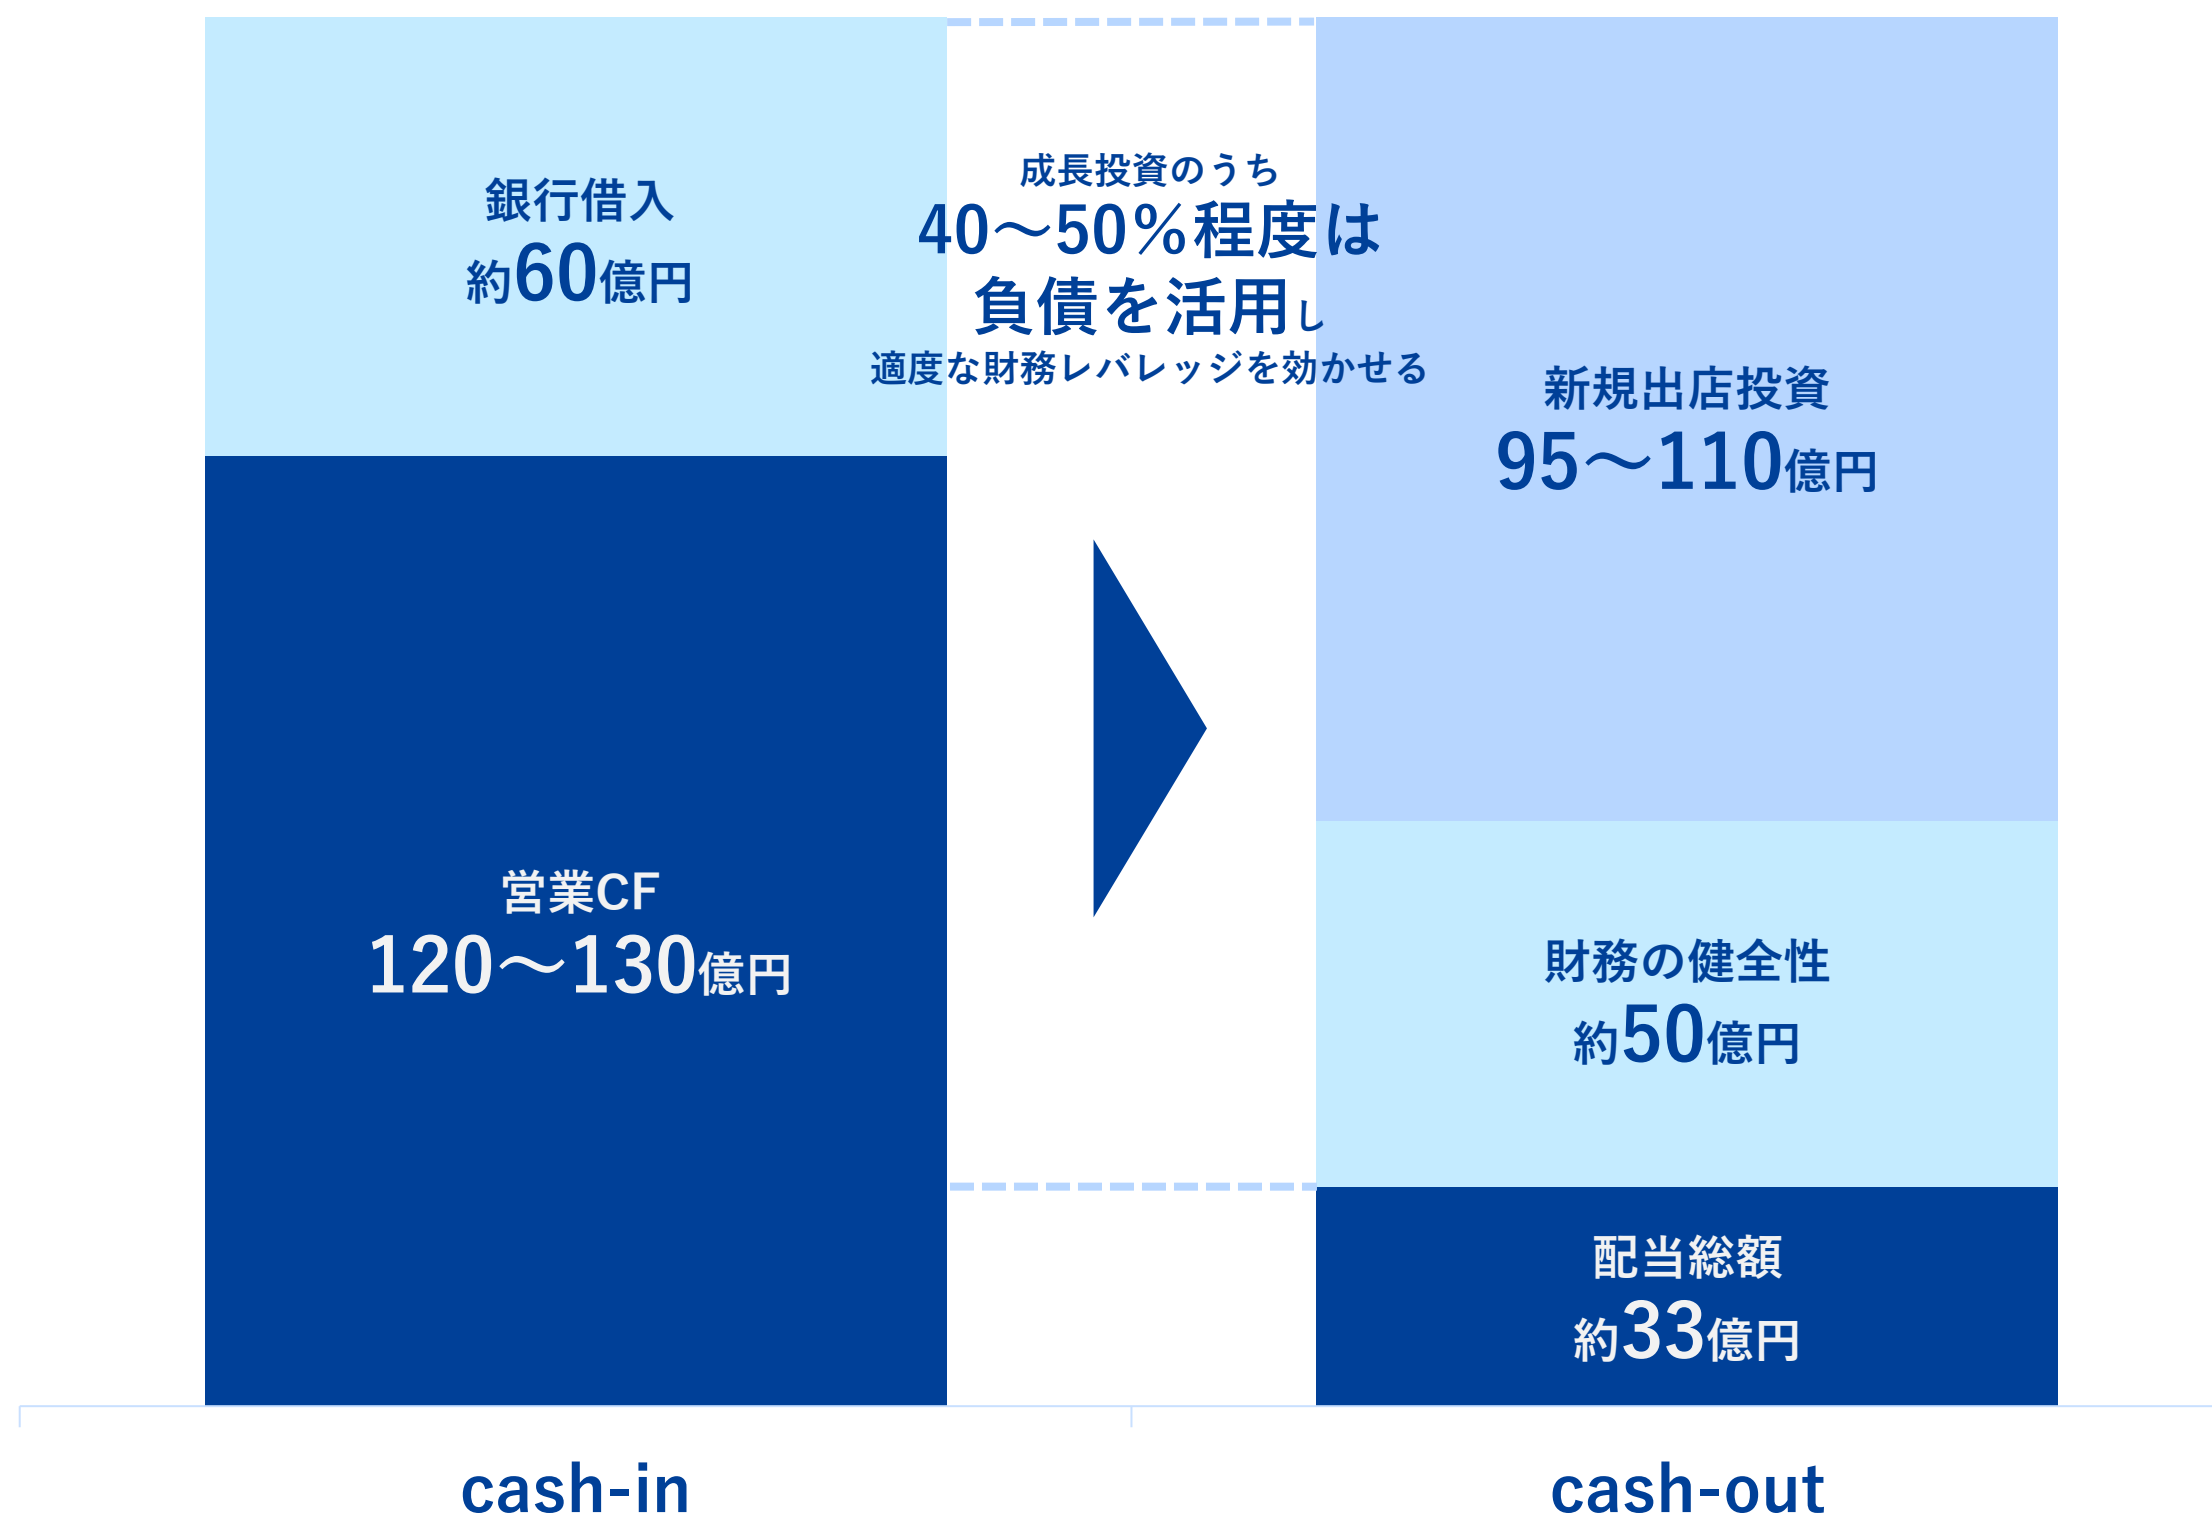 銀行借入
約60億円
営業CF
120～130億円
cash-in
成長投資のうち
40～50％程度は
負債を活用し
適度な財務レバレッジを効かせる
新規出店投資
95～110億円
財務の健全性
約50億円
配当総額
約33億円
cash-out